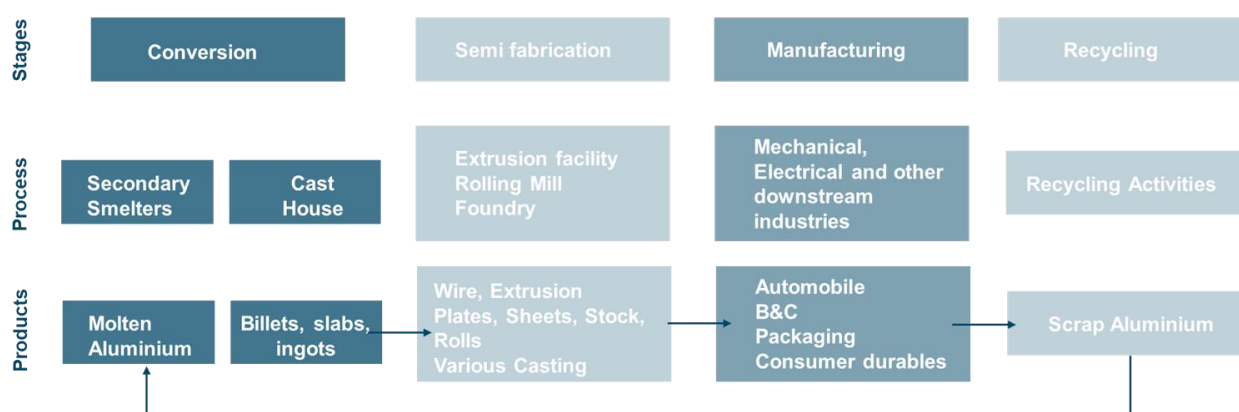 Stages
Conversion
Semi fabrication
Manufacturing
Recycling
Process
Secondary
Smelters
Cast
House
Extrusion facility
Rolling Mill
Foundry
Mechanical,
Electrical and other
downstream
industries
Recycling Activities
Products
Molten
Aluminium
Billets, slabs,
ingots
Wire, Extrusion
Plates, Sheets, Stock,
Rolls
Various Casting
Automobile
B&C
Packaging
Consumer durables
Scrap Aluminium